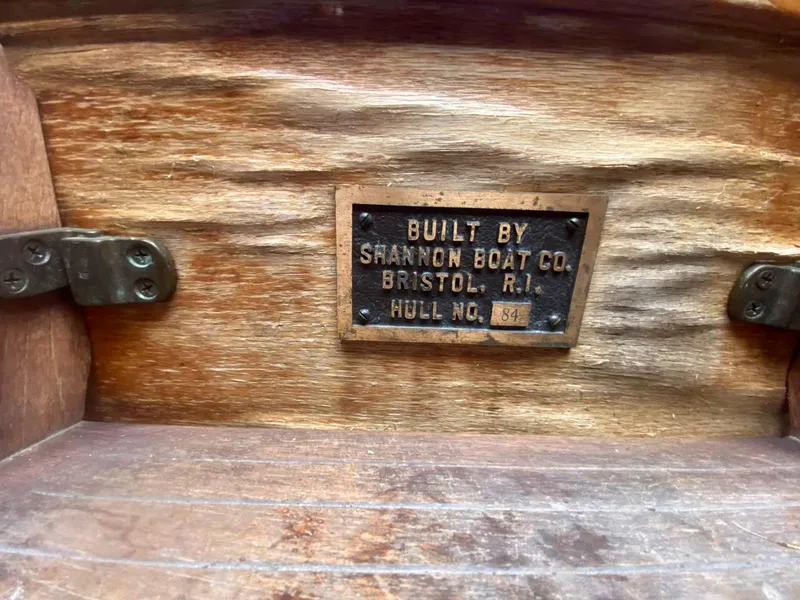 BUILT BY
SHANNON BOAT CO.
BRISTOL, R.I.
HULL NO. 84